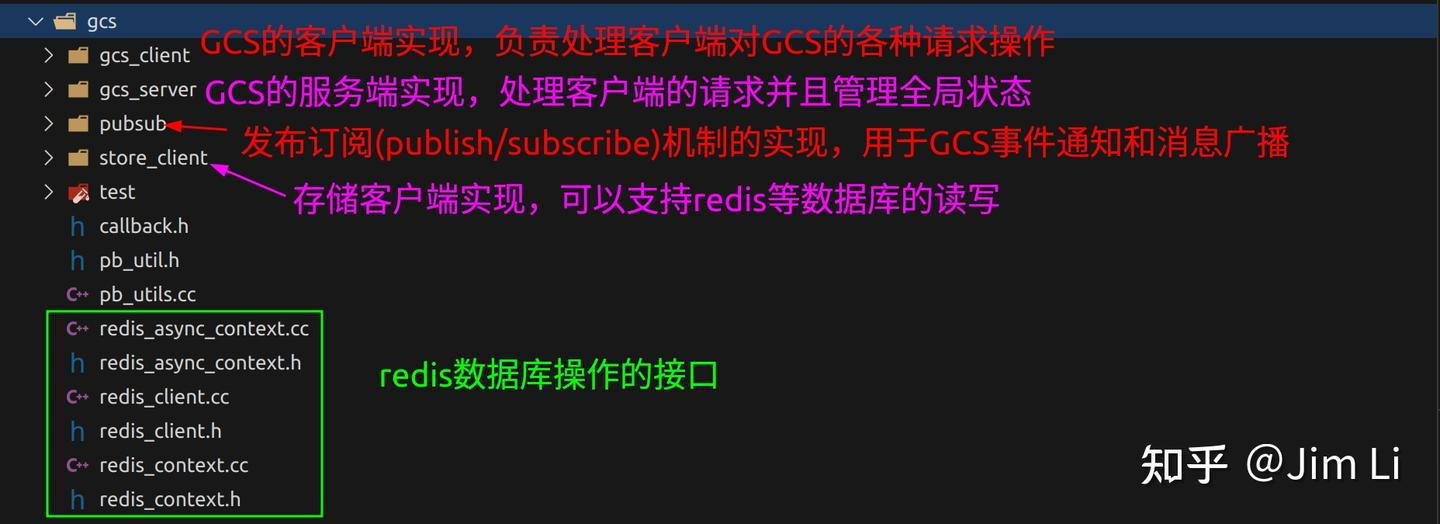 gcs
gcs_client GCS的客户端实现，负责处理客户端对GCS的各种请求操作
gcs_server GCS的服务端实现，处理客户端的请求并且管理全局状态
pubsub 发布订阅(publish/subscribe)机制的实现，用于GCS事件通知和消息广播
store_client
test 存储客户端实现，可以支持redis等数据库的读写
h callback.h
h pb_util.h
C++ pb_utils.cc
C++ redis_async_context.cc
h redis_async_context.h
redis数据库操作的接口
C++ redis_client.cc
h redis_client.h
C++ redis_context.cc
h redis_context.h
知乎 @Jim Li